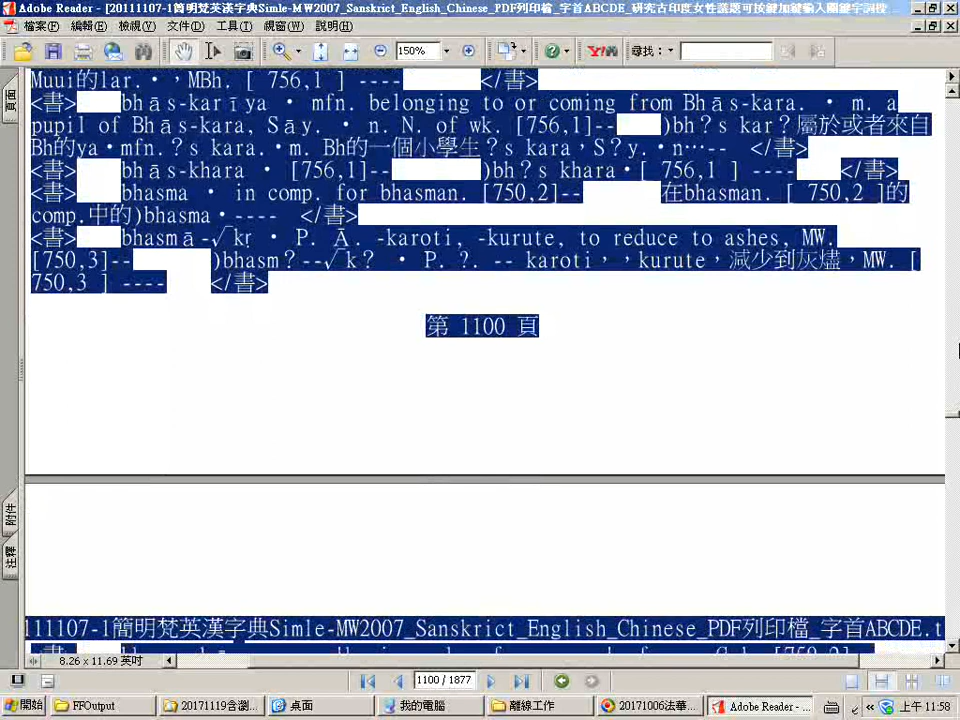 Adobe Reader - [20111107-1簡明梵英漢字典Simle-MW2007_Sanskrict_English_Chinese_PDF列印檔_字首ABCDE_研究古印度女性議題可按鍵加鍵輸入關鍵字詞搜
檔案(F) 編輯(E) 檢視(V) 文件(D) 工具(T) 視窗(W) 說明(H)
150% 尋找:
頁面
Muui的lar.・,MBh. [ 756,1 ] ---- </書>
<書> bhās-karīya ・ mfn. belonging to or coming from Bhās-kara. ・ m. a
pupil of Bhās-kara, Sāy. ・ n. N. of wk. [756,1]-- )bh?s kar?屬於或者來自
Bh的ya・mfn.?s kara.・m. Bh的一個小學生?s kara,S?y.・n…-- </書>
<書> bhās-khara ・ [756,1]-- )bh?s khara・[ 756,1 ] ---- </書>
<書> bhasma ・ in comp. for bhasman. [750,2]-- 在bhasman. [ 750,2 ]的
comp.中的)bhasma・---- </書>
<書> bhasmā-√kṛ ・ P. Ā. -karoti, -kurute, to reduce to ashes, MW.
[750,3]-- )bhasm?--√k? ・ P. ?. -- karoti,,kurute,減少到灰燼,MW. [
750,3 ] ---- </書>
第 1100 頁
附件
注釋
111107-1簡明梵英漢字典Simle-MW2007_Sanskrict_English_Chinese_PDF列印檔_字首ABCDE.t
8.26 x 11.69 英吋
1100 / 1877
開始 FFOutput 20171119含瀏... 桌面 我的電腦 離線工作 20171006法華... Adobe Reader - ... 上午 11:58